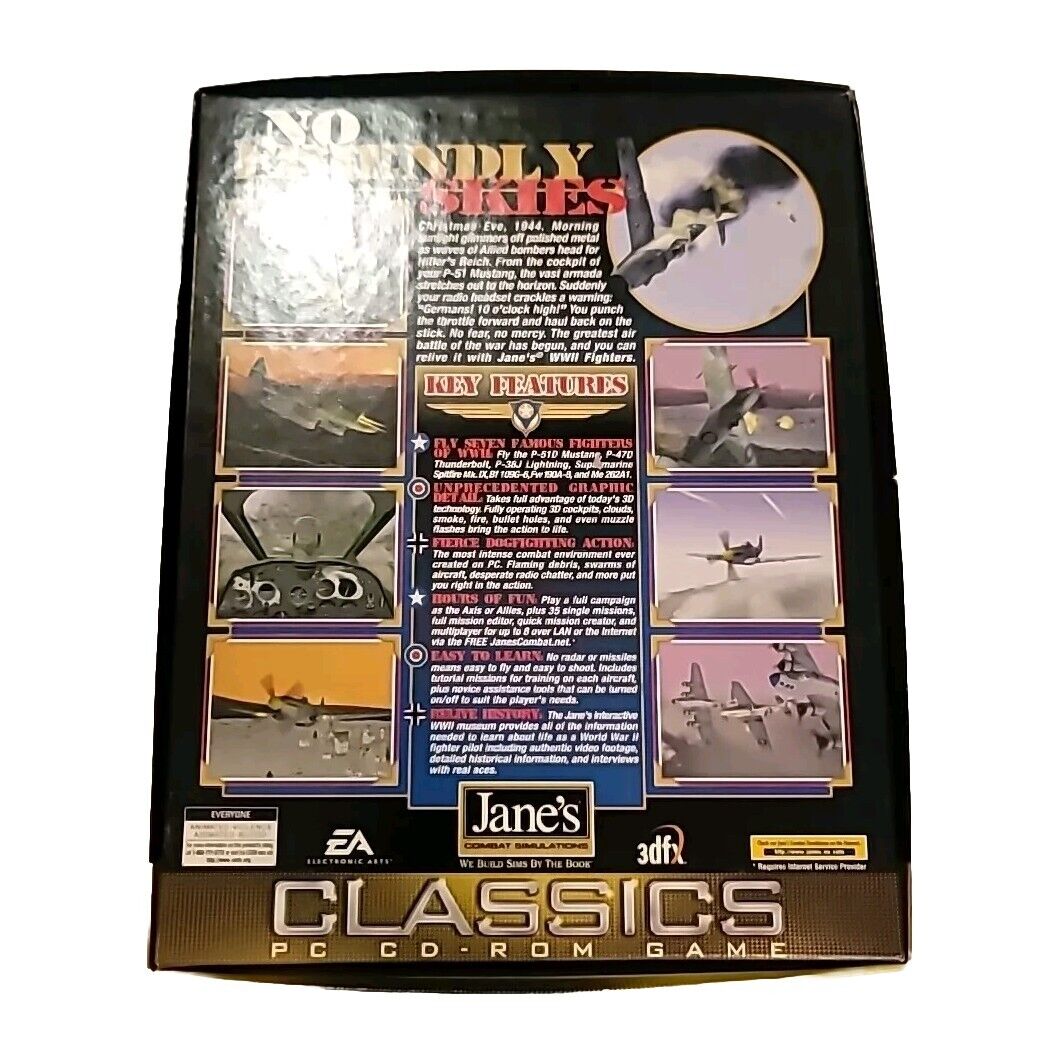 NO
FRIENDLY
SKIES
Christmas Eve, 1944. Morning
sunlight glimmers off polished metal
as waves of Allied bombers head for
Hitler's Reich. From the cockpit of
your P-51 Mustang, the vast armada
stretches out to the horizon. Suddenly
your radio headset crackles a warning:
"Germans! 10 o'clock high!" You punch
the throttle forward and haul back on the
stick. No fear, no mercy. The greatest air
battle of the war has begun, and you can
relive it with Jane's® WWII Fighters.
KEY FEATURES
FLY SEVEN FAMOUS FIGHTERS
OF WWII: Fly the P-51D Mustang, P-47D
Thunderbolt, P-38J Lightning, Supermarine
Spitfire Mk. IX, Bf 109G-6, Fw 190A-8, and Me 262A1.
UNPRECEDENTED GRAPHIC
DETAIL: Takes full advantage of today's 3D
technology. Fully operating 3D cockpits, clouds,
smoke, fire, bullet holes, and even muzzle
flashes bring the action to life.
FIERCE DOGFIGHTING ACTION:
The most intense combat environment ever
created on PC. Flaming debris, swarms of
aircraft, desperate radio chatter, and more put
you right in the action.
HOURS OF FUN: Play a full campaign
as the Axis or Allies, plus 35 single missions,
full mission editor, quick mission creator, and
multiplayer for up to 8 over LAN or the Internet
via the FREE JanesCombat.net.*
EASY TO LEARN: No radar or missiles
means easy to fly and easy to shoot. Includes
tutorial missions for training on each aircraft,
plus novice assistance tools that can be turned
on/off to suit the player's needs.
RELIVE HISTORY: The Jane's Interactive
WWII museum provides all of the information
needed to learn about life as a World War II
fighter pilot including authentic video footage,
detailed historical information, and interviews
with real aces.
EVERYONE
EA
ELECTRONIC ARTS™
Jane's
COMBAT SIMULATIONS
WE BUILD SIMS BY THE BOOK
3dfx
* Requires Internet Service Provider
CLASSICS
PC CD-ROM GAME